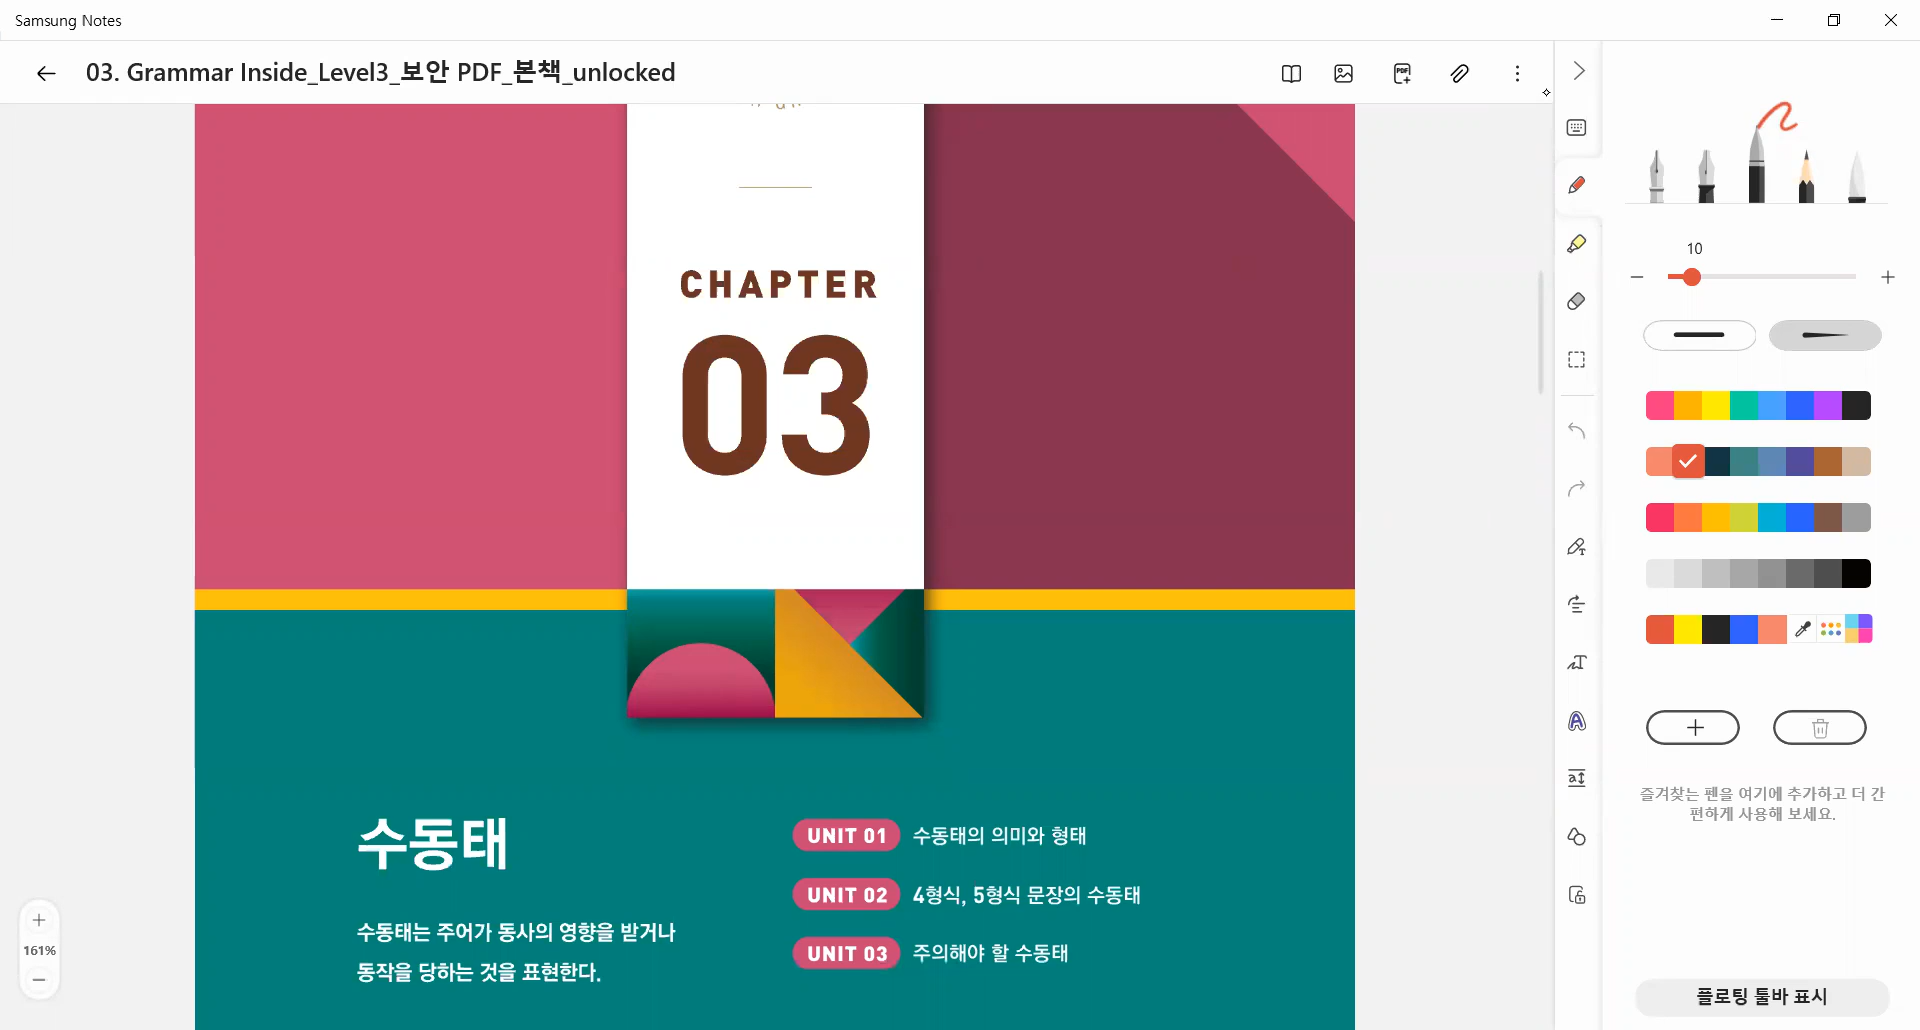 Samsung Notes
03. Grammar Inside_Level3_보안 PDF_본책_unlocked
PDF
CHAPTER
03
수동태
수동태는 주어가 동사의 영향을 받거나
동작을 당하는 것을 표현한다.
UNIT 01 수동태의 의미와 형태
UNIT 02 4형식, 5형식 문장의 수동태
UNIT 03 주의해야 할 수동태
161%
10
즐겨찾는 펜을 여기에 추가하고 더 간
편하게 사용해 보세요.
플로팅 툴바 표시